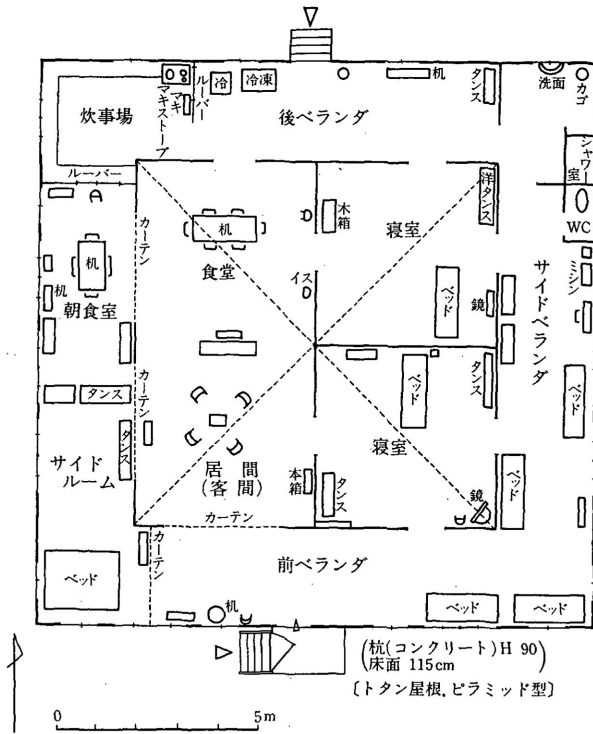 炊事場
マキ
マキストーブ
ルーバー
冷
冷凍
机
タンス
洗面
カゴ
後ベランダ
シャワー室
ルーバー
WC
カーテン
机
食堂
木箱
洋タンス
寝室
イス
ベッド
鏡
ミシン
サイドベランダ
机
机
朝食室
カーテン
タンス
タンス
サイド
ルーム
居間
(客間)
カーテン
本箱
タンス
ベッド
タンス
寝室
鏡
ベッド
ベッド
カーテン
ベッド
前ベランダ
机
ベッド
ベッド
(杭(コンクリート)H 90)
床面 115cm
〔トタン屋根,ピラミッド型〕
0 5m